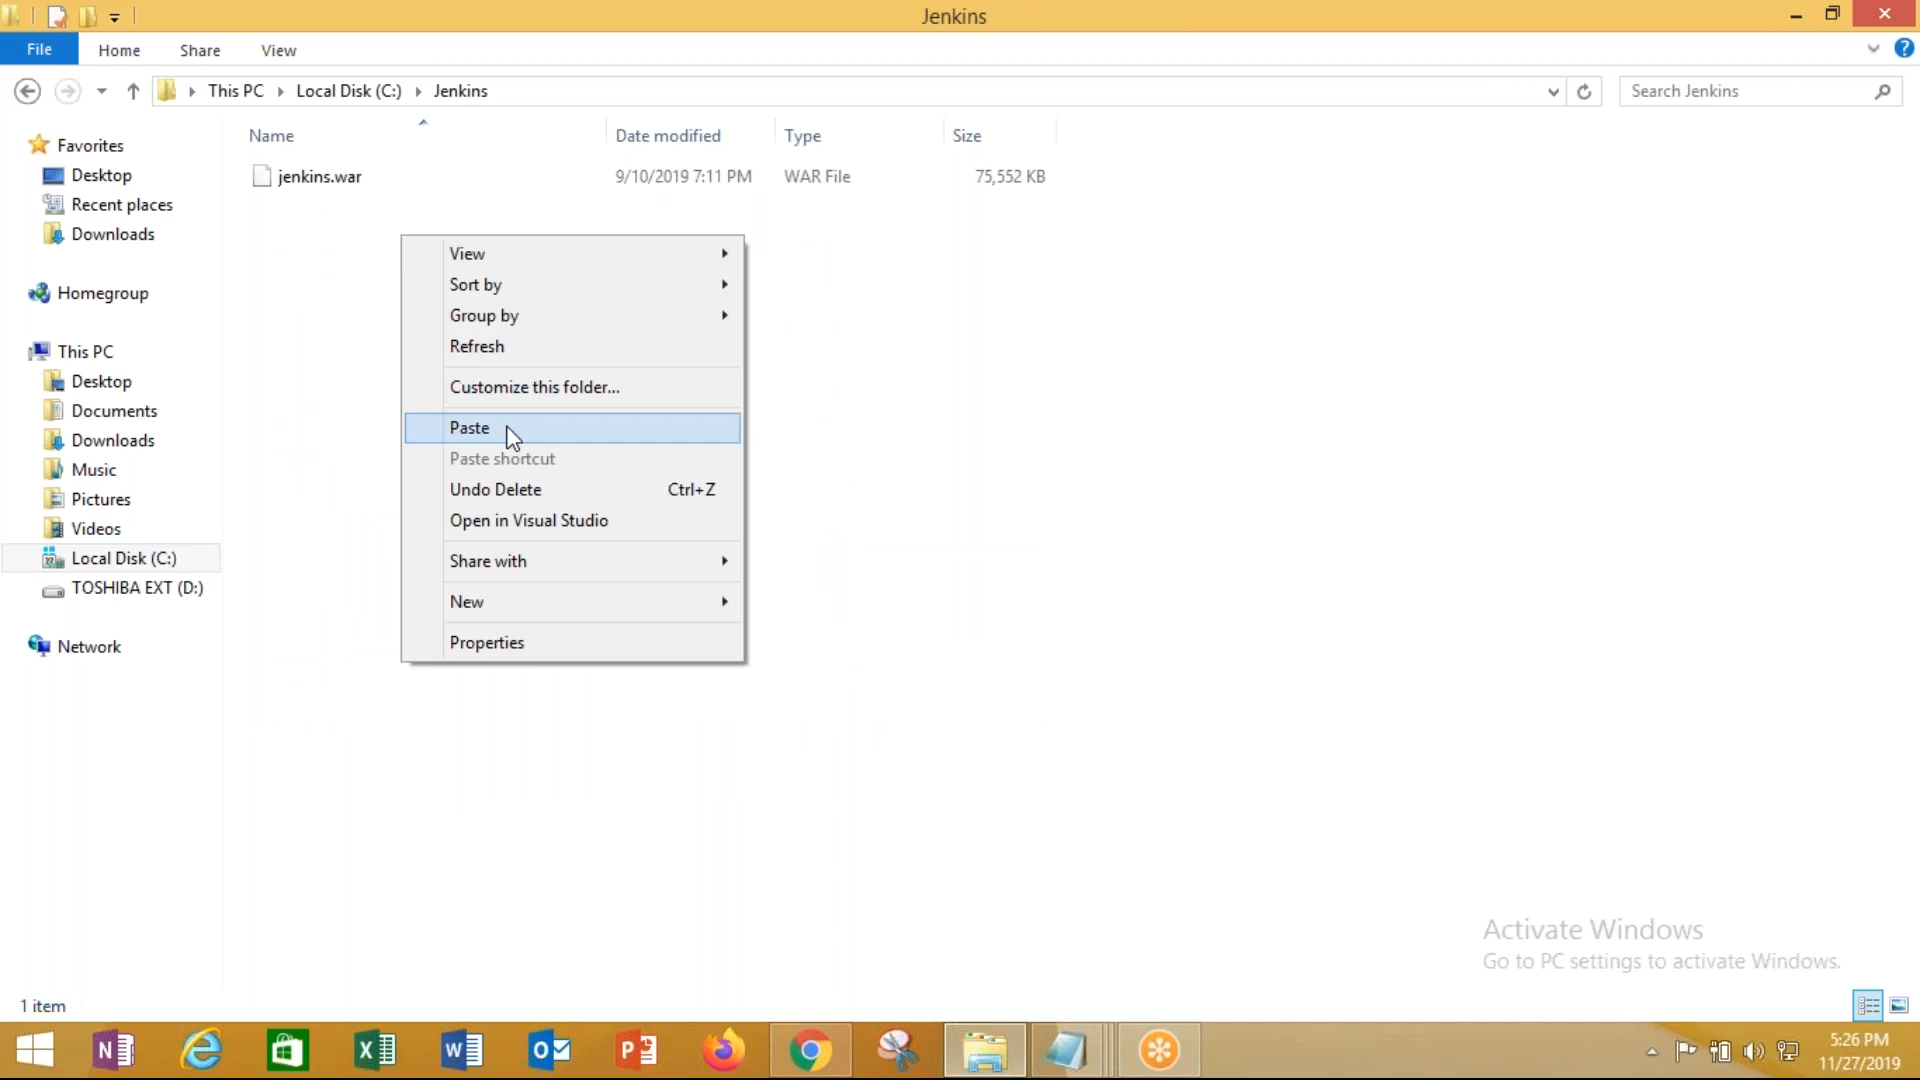 Jenkins
File Home Share View
This PC Local Disk (C:) Jenkins
Search Jenkins
Name Date modified Type Size
jenkins.war 9/10/2019 7:11 PM WAR File 75,552 KB
Favorites
Desktop
Recent places
Downloads
Homegroup
This PC
Desktop
Documents
Downloads
Music
Pictures
Videos
Local Disk (C:)
TOSHIBA EXT (D:)
Network
View
Sort by
Group by
Refresh
Customize this folder...
Paste
Paste shortcut
Undo Delete Ctrl+Z
Open in Visual Studio
Share with
New
Properties
Activate Windows
Go to PC settings to activate Windows.
1 item
5:26 PM
11/27/2019